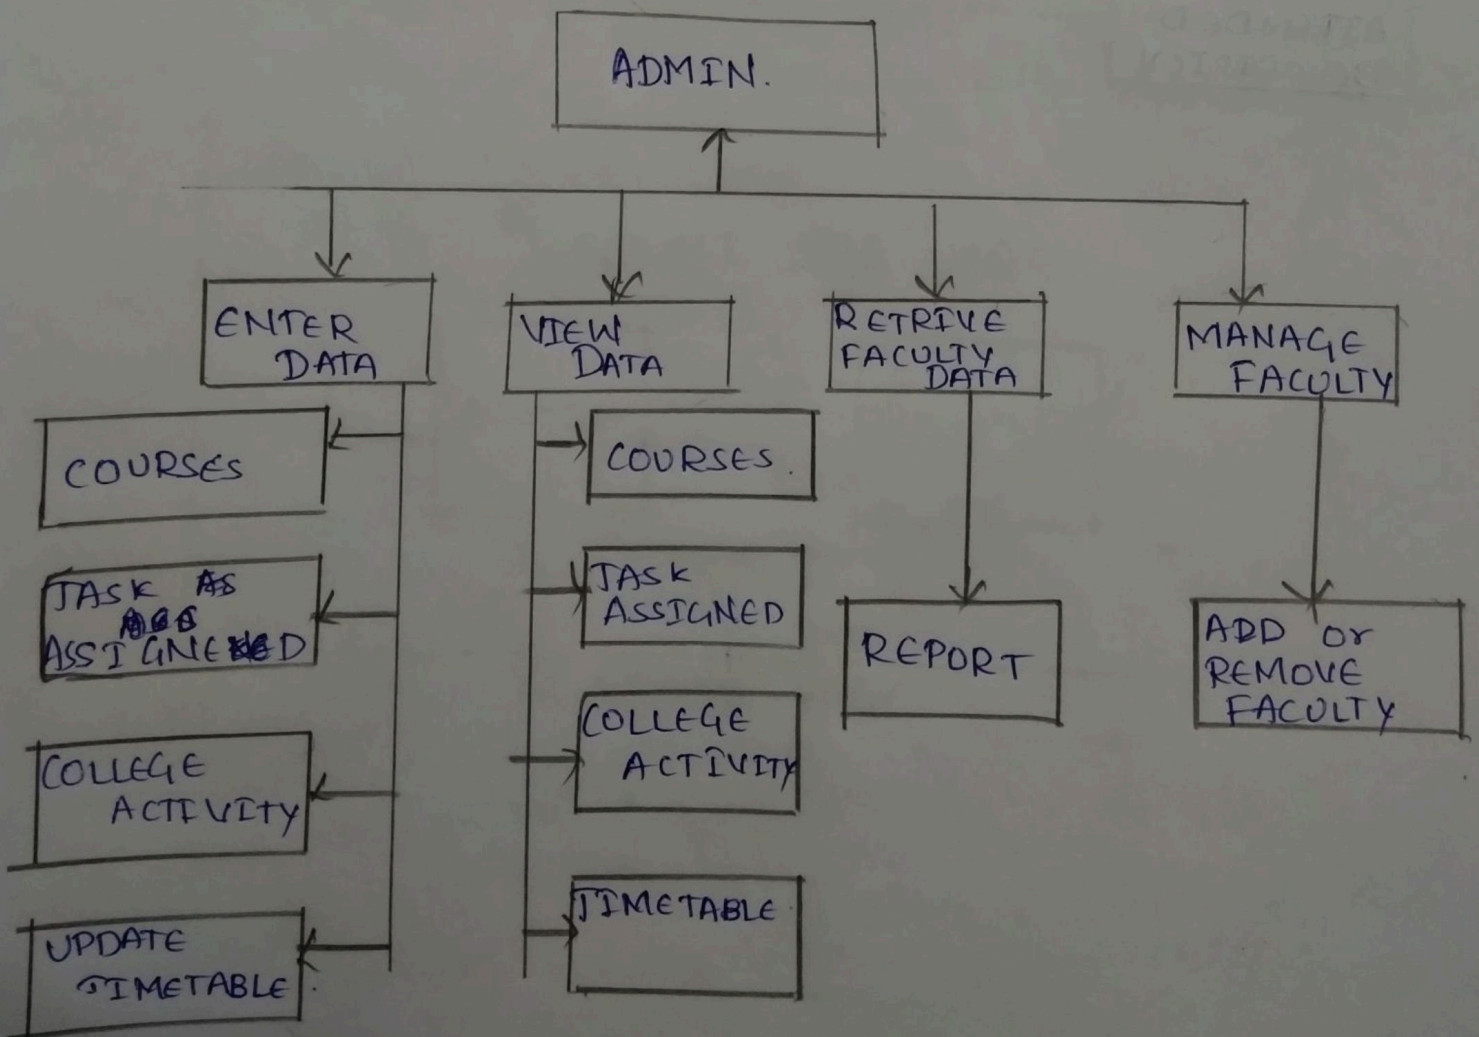 ADMIN.
ENTER
DATA
VIEW
DATA
RETRIVE
FACULTY
DATA
MANAGE
FACULTY
COURSES
TASK AS
ASSIGNED
COLLEGE
ACTIVITY
UPDATE
TIMETABLE.
COURSES.
TASK
ASSIGNED
COLLEGE
ACTIVITY
TIMETABLE
REPORT
ADD or
REMOVE
FACULTY